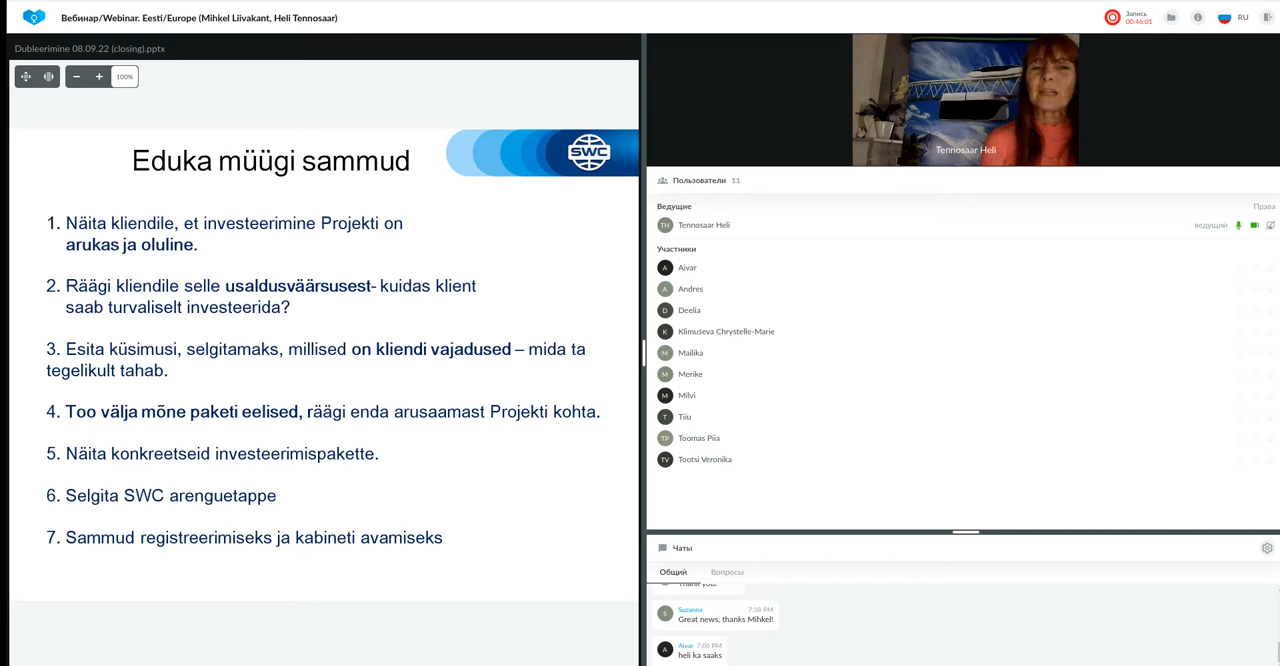 Вебинар/Webinar. Eesti/Europe (Mihkel Liivakant, Heli Tennosaar)
Запись
00:46:01
RU
Dubleerimine 08.09.22 (closing).pptx
100%
Eduka müügi sammud
SWC
1. Näita kliendile, et investeerimine Projekti on
arukas ja oluline.
2. Räägi kliendile selle usaldusväärsusest- kuidas klient
saab turvaliselt investeerida?
3. Esita küsimusi, selgitamaks, millised on kliendi vajadused – mida ta
tegelikult tahab.
4. Too välja mõne paketi eelised, räägi enda arusaamast Projekti kohta.
5. Näita konkreetseid investeerimispakette.
6. Selgita SWC arenguetappe
7. Sammud registreerimiseks ja kabineti avamiseks
Tennosaar Heli
Пользователи 11
Ведущие
Права
TH Tennosaar Heli
ведущий
Участники
A Aivar
A Andres
D Deelia
K Klimuševa Chrystelle-Marie
M Mailika
M Merike
M Milvi
T Tiiu
TP Toomas Piia
TV Tootsi Veronika
Чаты
Общий Вопросы
Thank you!
S Suzanna 7:38 PM
Great news, thanks Mihkel!
A Aivar 7:06 PM
heli ka saaks